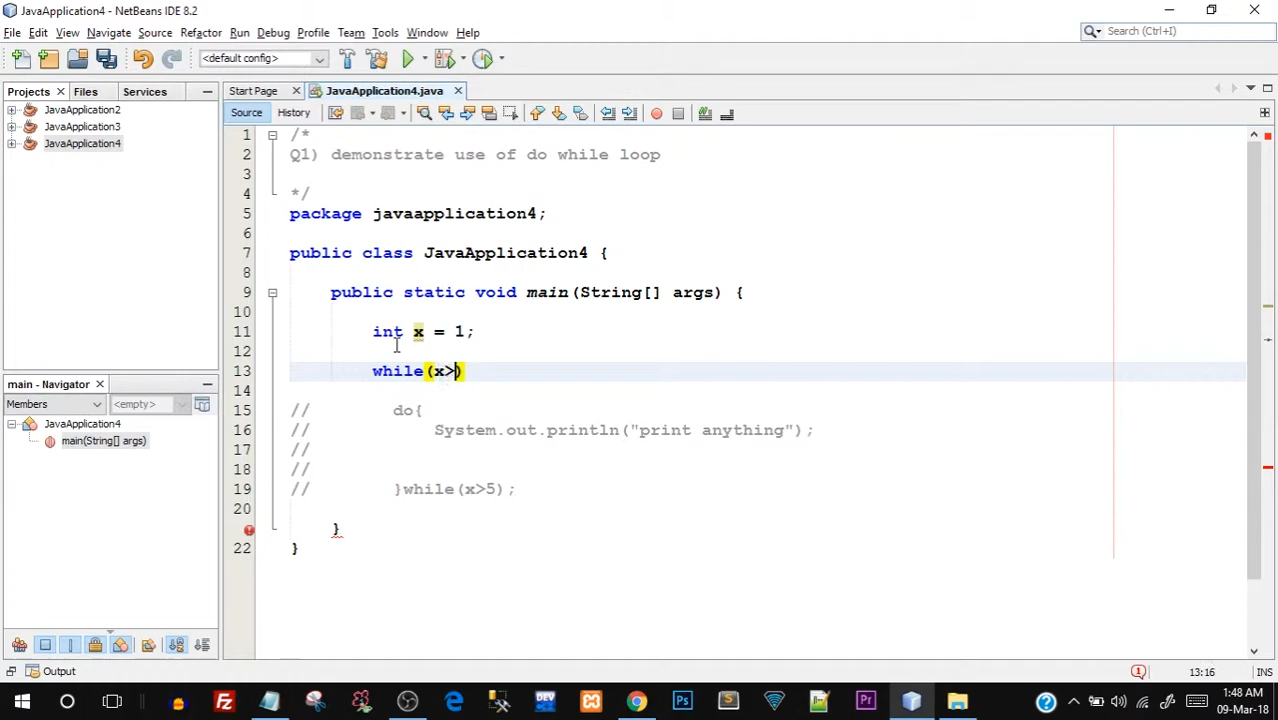 JavaApplication4 - NetBeans IDE 8.2
File Edit View Navigate Source Refactor Run Debug Profile Team Tools Window Help
Search (Ctrl+I)
<default config>
Projects Files Services
Start Page JavaApplication4.java
Source History
JavaApplication2
JavaApplication3
JavaApplication4
1 /*
2 Q1) demonstrate use of do while loop
3
4 */
5 package javaapplication4;
6
7 public class JavaApplication4 {
8
9 public static void main(String[] args) {
10
11 int x = 1;
12
13 while(x>)
14
15 // do{
16 // System.out.println("print anything");
17 //
18 //
19 // }while(x>5);
20
}
22 }
main - Navigator
Members <empty>
JavaApplication4
main(String[] args)
Output
1 13:16 INS
DEV
Ps
S
Pr
1:48 AM
09-Mar-18